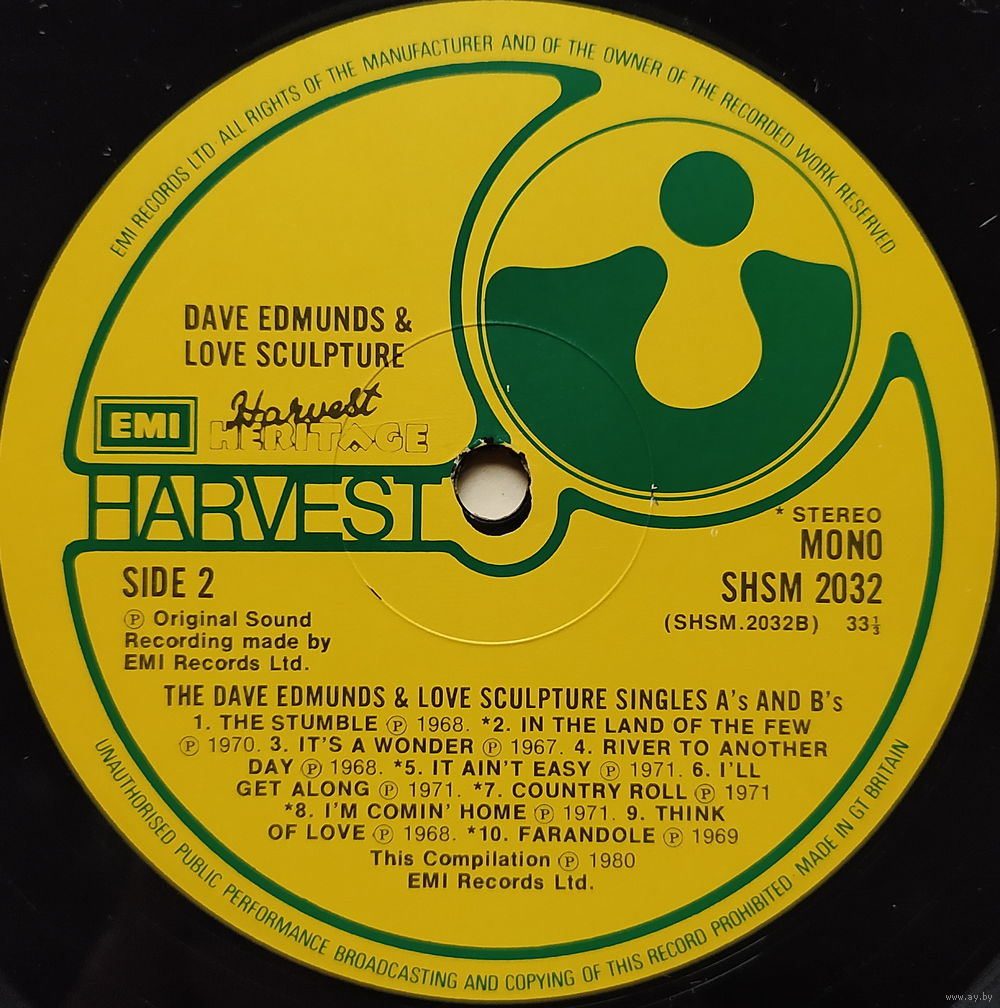 EMI RECORDS LTD· ALL RIGHTS OF THE MANUFACTURER AND OF THE OWNER OF THE RECORDED WORK RESERVED
DAVE EDMUNDS &
LOVE SCULPTURE
EMI
Harvest
HERITAGE
HARVEST
* STEREO
MONO
SIDE 2
SHSM 2032
(SHSM.2032B) 33⅓
Ⓟ Original Sound
Recording made by
EMI Records Ltd.
THE DAVE EDMUNDS & LOVE SCULPTURE SINGLES A's AND B's
1. THE STUMBLE Ⓟ 1968. *2. IN THE LAND OF THE FEW
Ⓟ 1970. 3. IT'S A WONDER Ⓟ 1967. 4. RIVER TO ANOTHER
DAY Ⓟ 1968. *5. IT AIN'T EASY Ⓟ 1971. 6. I'LL
GET ALONG Ⓟ 1971. *7. COUNTRY ROLL Ⓟ 1971
*8. I'M COMIN' HOME Ⓟ 1971. 9. THINK
OF LOVE Ⓟ 1968. *10. FARANDOLE Ⓟ 1969
This Compilation Ⓟ 1980
EMI Records Ltd.
UNAUTHORISED PUBLIC PERFORMANCE BROADCASTING AND COPYING OF THIS RECORD PROHIBITED · MADE IN GT BRITAIN
www.ay.by